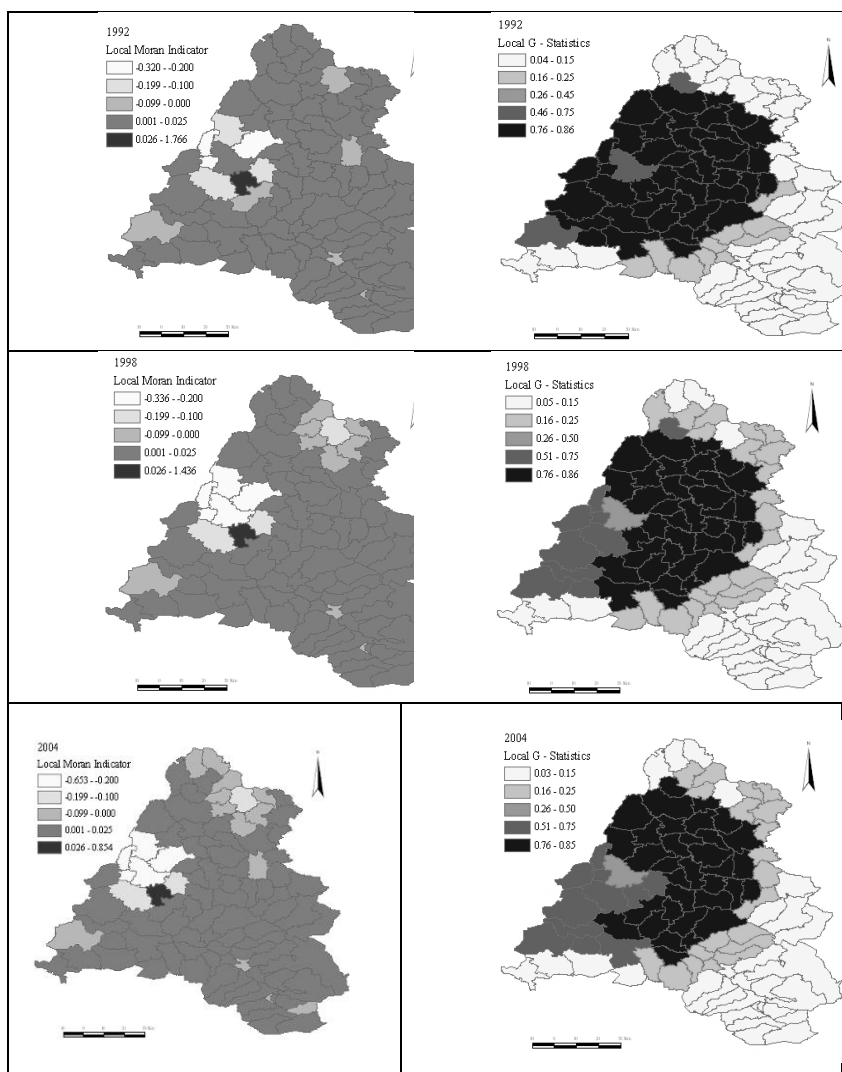 1992
Local Moran Indicator
-0.320 - -0.200
-0.199 - -0.100
-0.099 - 0.000
0.001 - 0.025
0.026 - 1.766
1992
Local G - Statistics
0.04 - 0.15
0.16 - 0.25
0.26 - 0.45
0.46 - 0.75
0.76 - 0.86
N
1998
Local Moran Indicator
-0.336 - -0.200
-0.199 - -0.100
-0.099 - 0.000
0.001 - 0.025
0.026 - 1.436
1998
Local G - Statistics
0.05 - 0.15
0.16 - 0.25
0.26 - 0.50
0.51 - 0.75
0.76 - 0.86
2004
Local Moran Indicator
-0.653 - -0.200
-0.199 - -0.100
-0.099 - 0.000
0.001 - 0.025
0.026 - 0.854
2004
Local G - Statistics
0.03 - 0.15
0.16 - 0.25
0.26 - 0.50
0.51 - 0.75
0.76 - 0.85